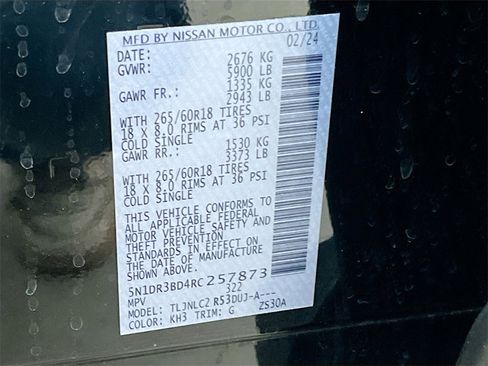 MFD BY NISSAN MOTOR CO., LTD.
DATE: 02/24
GVWR: 2676 KG
5900 LB
GAWR FR.: 1335 KG
2943 LB
WITH 265/60R18 TIRES
18 X 8.0 RIMS AT 36 PSI
COLD SINGLE
GAWR RR.: 1530 KG
3373 LB
WITH 265/60R18 TIRES
18 X 8.0 RIMS AT 36 PSI
COLD SINGLE
THIS VEHICLE CONFORMS TO
ALL APPLICABLE FEDERAL
MOTOR VEHICLE SAFETY AND
THEFT PREVENTION
STANDARDS IN EFFECT ON
THE DATE OF MANUFACTURE
SHOWN ABOVE.
5N1DR3BD4RC257873
MPV 322
MODEL: TLJNLC2 R53DUJ-A---
COLOR: KH3 TRIM: G ZS30A